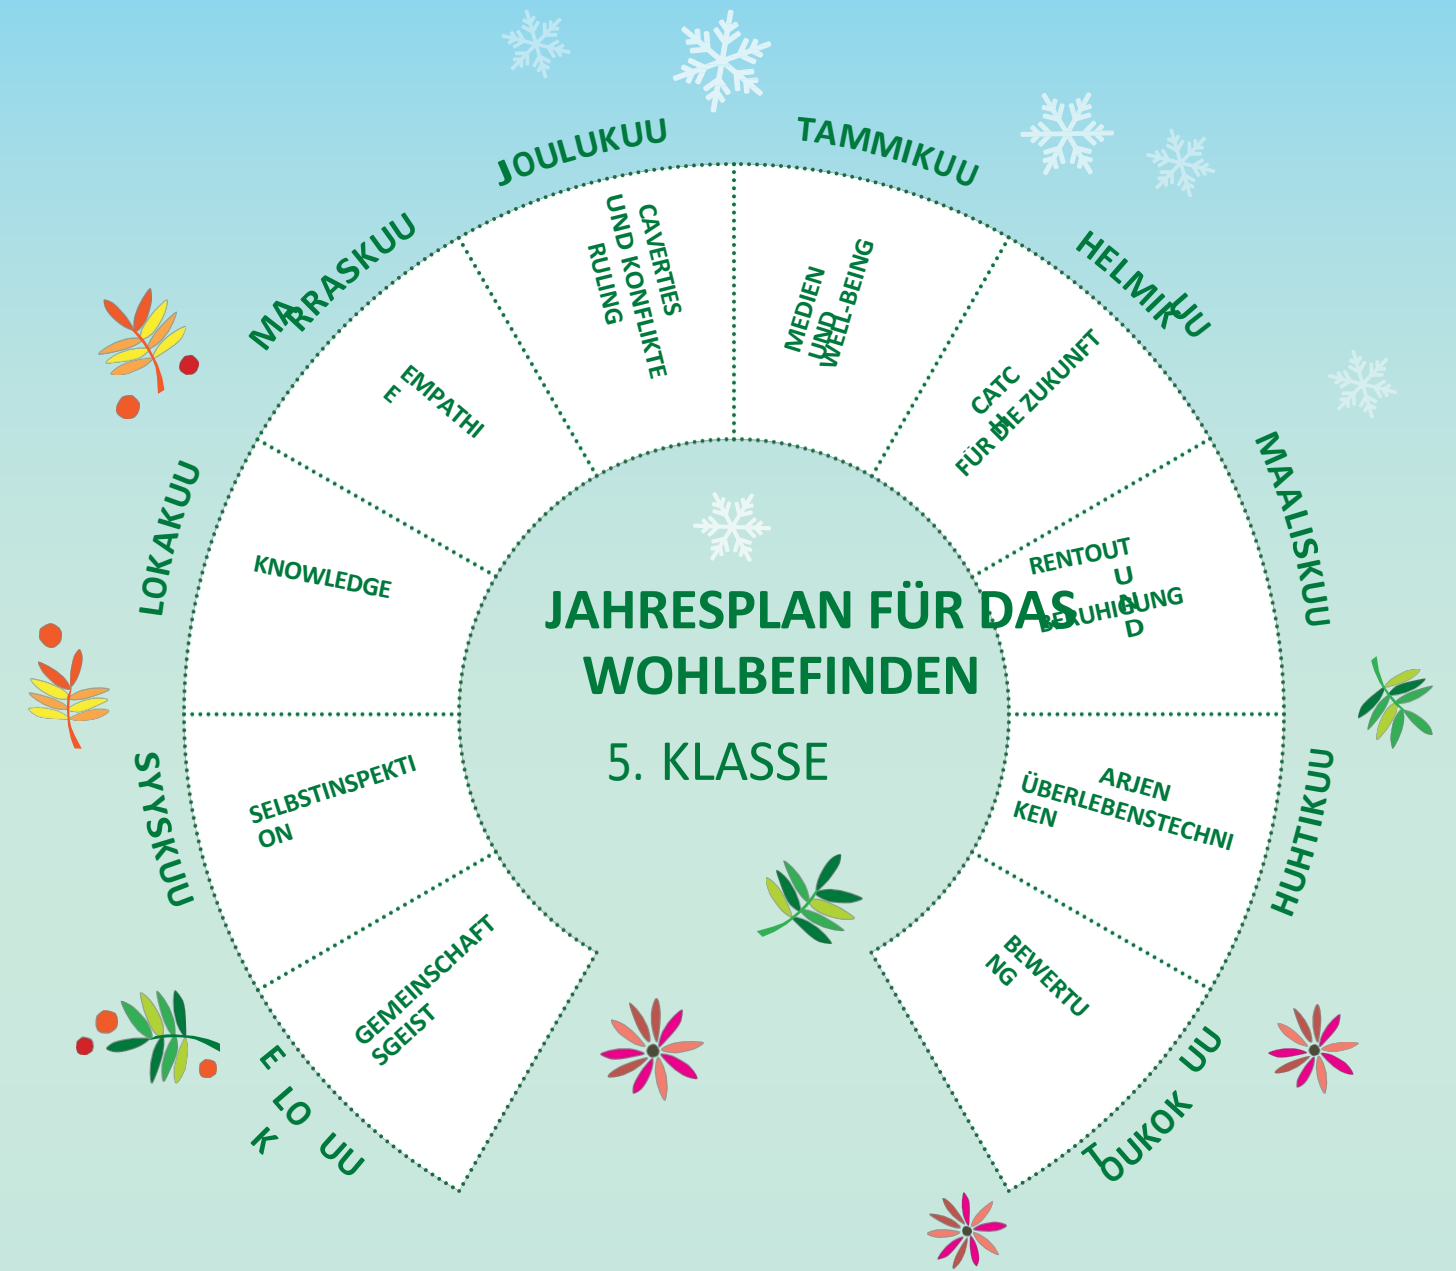 JOULUKUU
TAMMIKUU
MARRASKUU
HELMIKUU
CAVERTIES
UND KONFLIKTE
RULING
MEDIEN
UND
WELL-BEING
EMPATHI
E
CATC
H
FÜR DIE ZUKUNFT
LOKAKUU
MAALISKUU
KNOWLEDGE
RENTOUT
UND
BERUHIGUNG
JAHRESPLAN FÜR DAS
WOHLBEFINDEN
5. KLASSE
SYYSKUU
HUHTIKUU
SELBSTINSPEKTI
ON
ARJEN
ÜBERLEBENSTECHNI
KEN
GEMEINSCHAFT
SGEIST
BEWERTU
NG
ELOKUU
TOUKOKUU